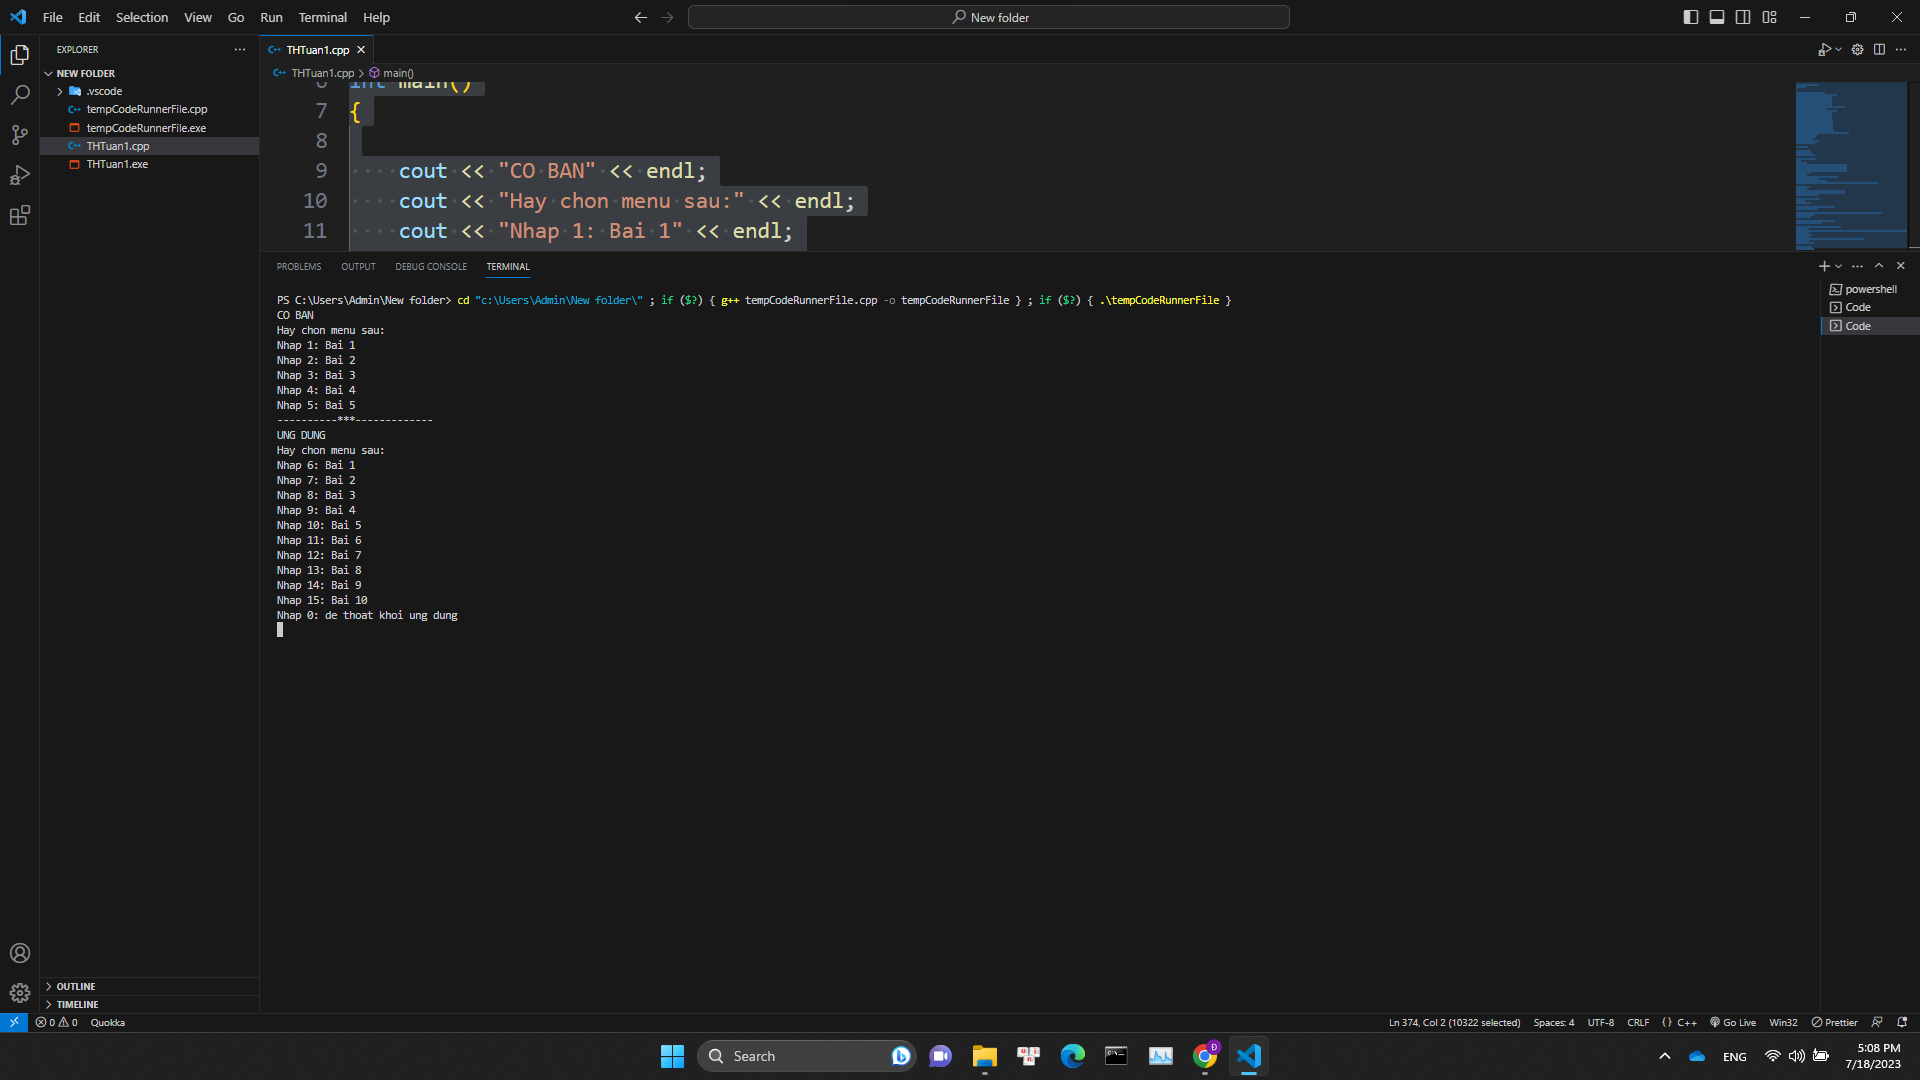 File Edit Selection View Go Run Terminal Help
New folder
EXPLORER
NEW FOLDER
.vscode
tempCodeRunnerFile.cpp
tempCodeRunnerFile.exe
THTuan1.cpp
THTuan1.exe
THTuan1.cpp
THTuan1.cpp > main()
6 int main()
7 {
8
9 cout << "CO BAN" << endl;
10 cout << "Hay chon menu sau:" << endl;
11 cout << "Nhap 1: Bai 1" << endl;
PROBLEMS OUTPUT DEBUG CONSOLE TERMINAL
PS C:\Users\Admin\New folder> cd "c:\Users\Admin\New folder\" ; if ($?) { g++ tempCodeRunnerFile.cpp -o tempCodeRunnerFile } ; if ($?) { .\tempCodeRunnerFile }
CO BAN
Hay chon menu sau:
Nhap 1: Bai 1
Nhap 2: Bai 2
Nhap 3: Bai 3
Nhap 4: Bai 4
Nhap 5: Bai 5
----------***-------------
UNG DUNG
Hay chon menu sau:
Nhap 6: Bai 1
Nhap 7: Bai 2
Nhap 8: Bai 3
Nhap 9: Bai 4
Nhap 10: Bai 5
Nhap 11: Bai 6
Nhap 12: Bai 7
Nhap 13: Bai 8
Nhap 14: Bai 9
Nhap 15: Bai 10
Nhap 0: de thoat khoi ung dung
powershell
Code
Code
OUTLINE
TIMELINE
0 0 Quokka
Ln 374, Col 2 (10322 selected) Spaces: 4 UTF-8 CRLF {} C++ Go Live Win32 Prettier
Search
ENG
5:08 PM
7/18/2023